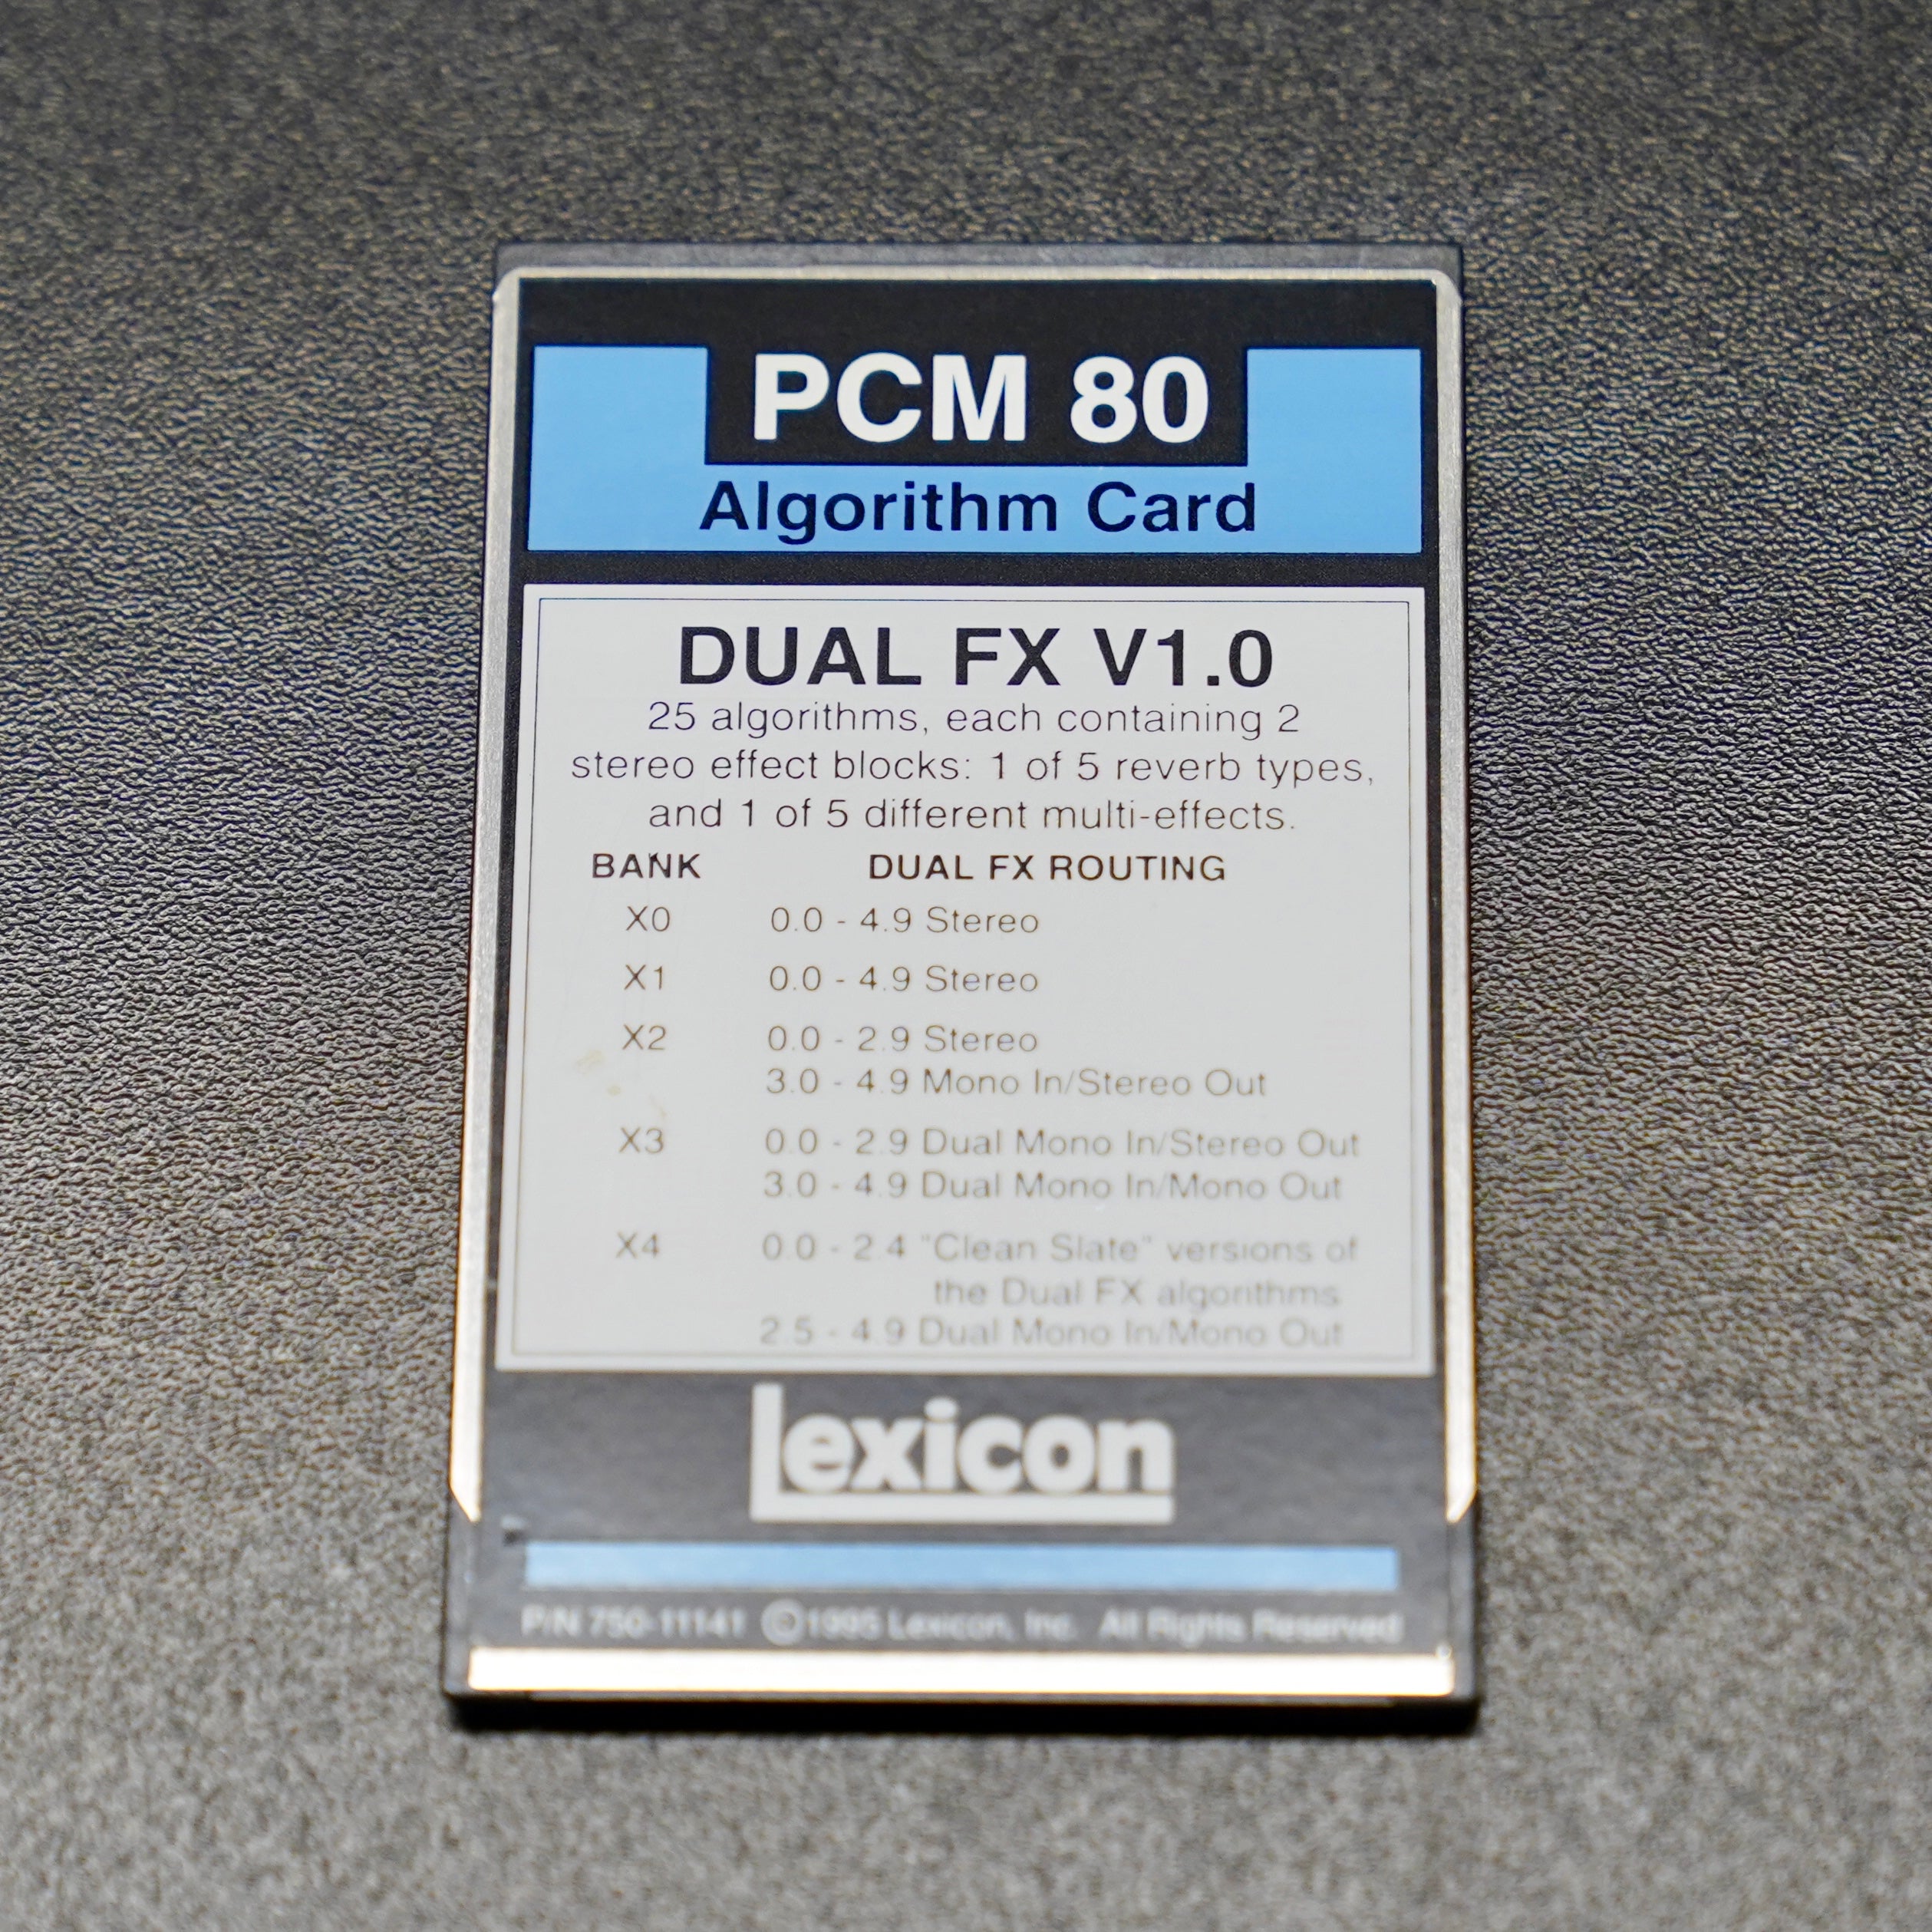 PCM 80
Algorithm Card
DUAL FX V1.0
25 algorithms, each containing 2
stereo effect blocks: 1 of 5 reverb types,
and 1 of 5 different multi-effects.
BANK DUAL FX ROUTING
X0 0.0 - 4.9 Stereo
X1 0.0 - 4.9 Stereo
X2 0.0 - 2.9 Stereo
3.0 - 4.9 Mono In/Stereo Out
X3 0.0 - 2.9 Dual Mono In/Stereo Out
3.0 - 4.9 Dual Mono In/Mono Out
X4 0.0 - 2.4 "Clean Slate" versions of
the Dual FX algorithms
2.5 - 4.9 Dual Mono In/Mono Out
lexicon
P/N 750-11141 ©1995 Lexicon, Inc. All Rights Reserved